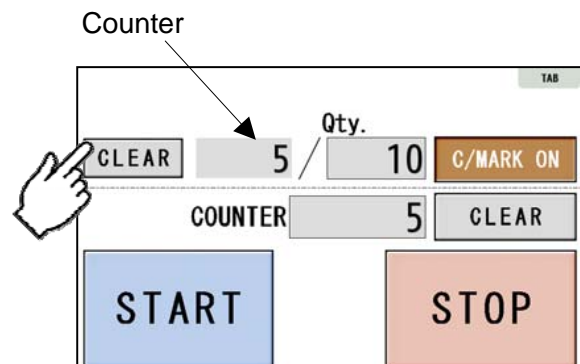 Counter
TAB
Qty.
CLEAR 5 / 10 C/MARK ON
COUNTER 5 CLEAR
START STOP